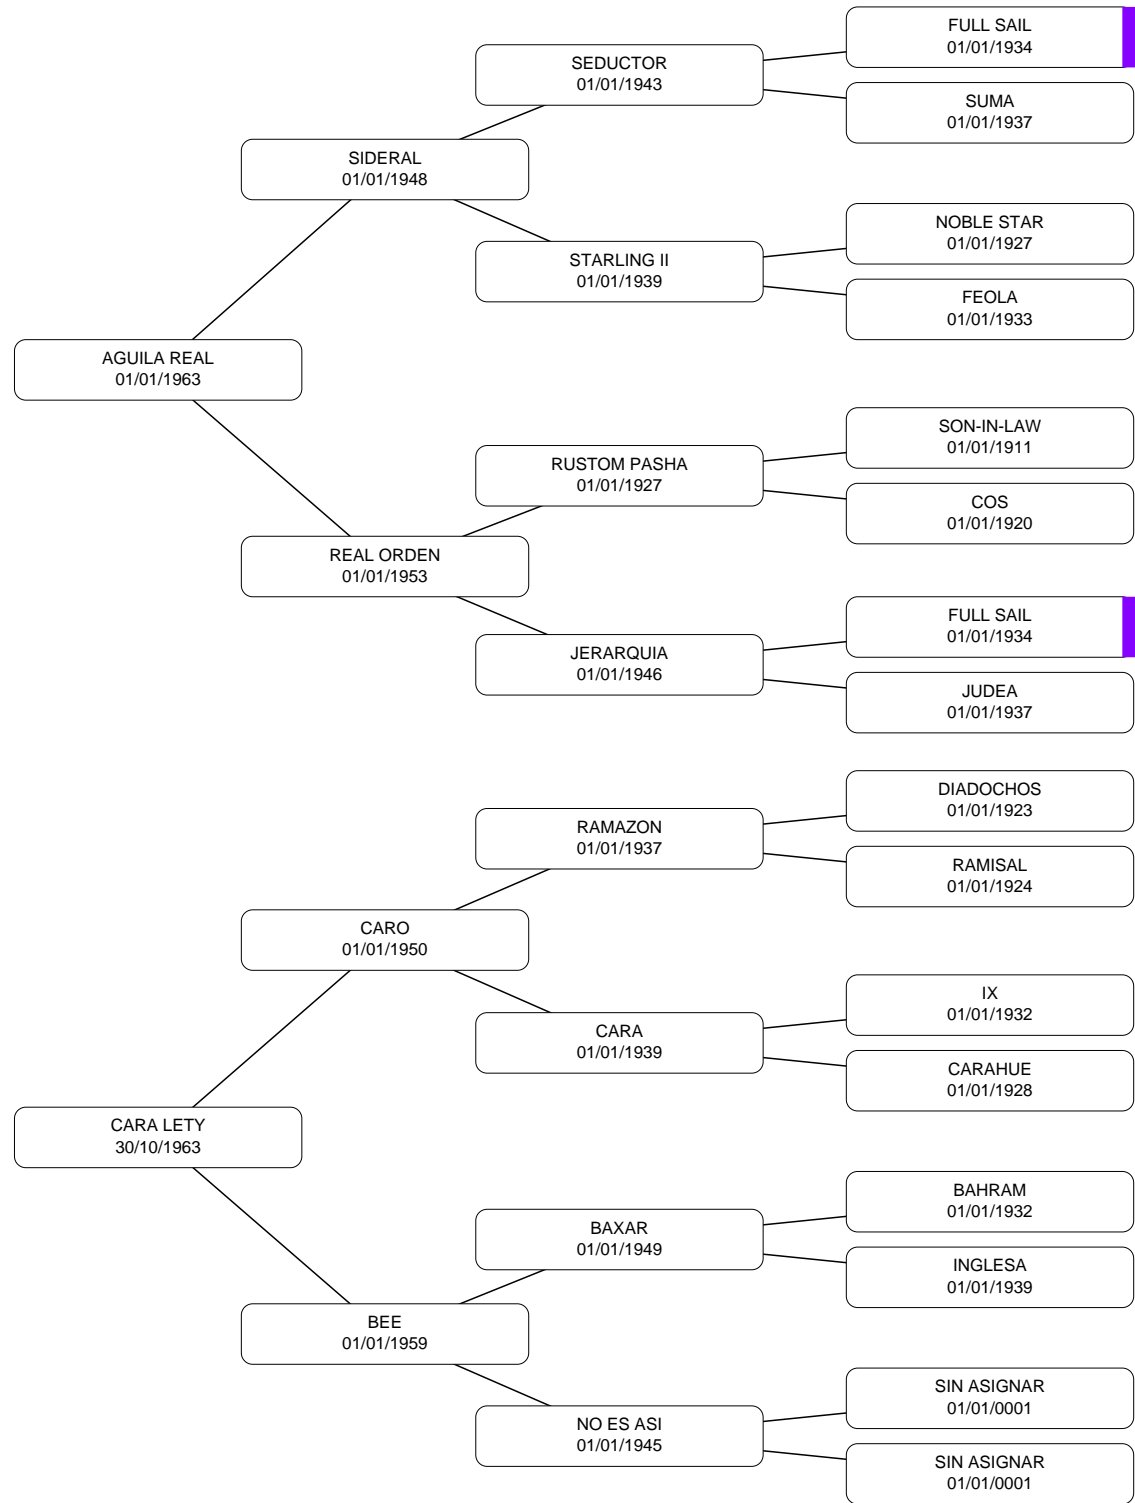 FULL SAIL
01/01/1934
SEDUCTOR
01/01/1943
SUMA
01/01/1937
SIDERAL
01/01/1948
NOBLE STAR
01/01/1927
STARLING II
01/01/1939
FEOLA
01/01/1933
AGUILA REAL
01/01/1963
SON-IN-LAW
01/01/1911
RUSTOM PASHA
01/01/1927
COS
01/01/1920
REAL ORDEN
01/01/1953
FULL SAIL
01/01/1934
JERARQUIA
01/01/1946
JUDEA
01/01/1937
DIADOCHOS
01/01/1923
RAMAZON
01/01/1937
RAMISAL
01/01/1924
CARO
01/01/1950
IX
01/01/1932
CARA
01/01/1939
CARAHUE
01/01/1928
CARA LETY
30/10/1963
BAHRAM
01/01/1932
BAXAR
01/01/1949
INGLESA
01/01/1939
BEE
01/01/1959
SIN ASIGNAR
01/01/0001
NO ES ASI
01/01/1945
SIN ASIGNAR
01/01/0001